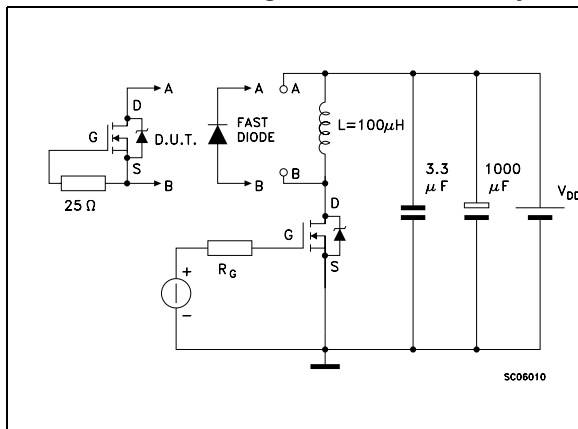 A
A
A
D
G
D.U.T.
FAST
DIODE
L=100μH
S
B
B
B
25 Ω
3.3
μF
1000
μF
VDD
D
G
S
RG
+
−
SC06010